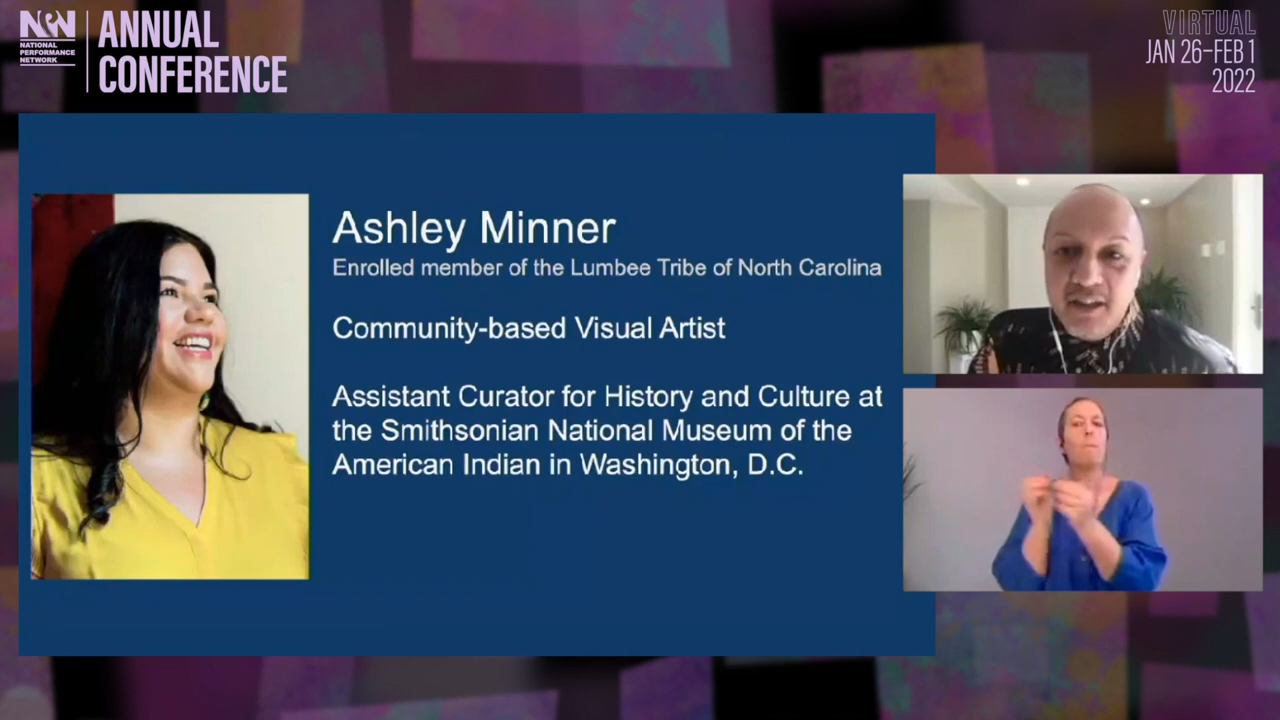 NPN
NATIONAL
PERFORMANCE
NETWORK
ANNUAL
CONFERENCE
VIRTUAL
JAN 26–FEB 1
2022
Ashley Minner
Enrolled member of the Lumbee Tribe of North Carolina
Community-based Visual Artist
Assistant Curator for History and Culture at
the Smithsonian National Museum of the
American Indian in Washington, D.C.